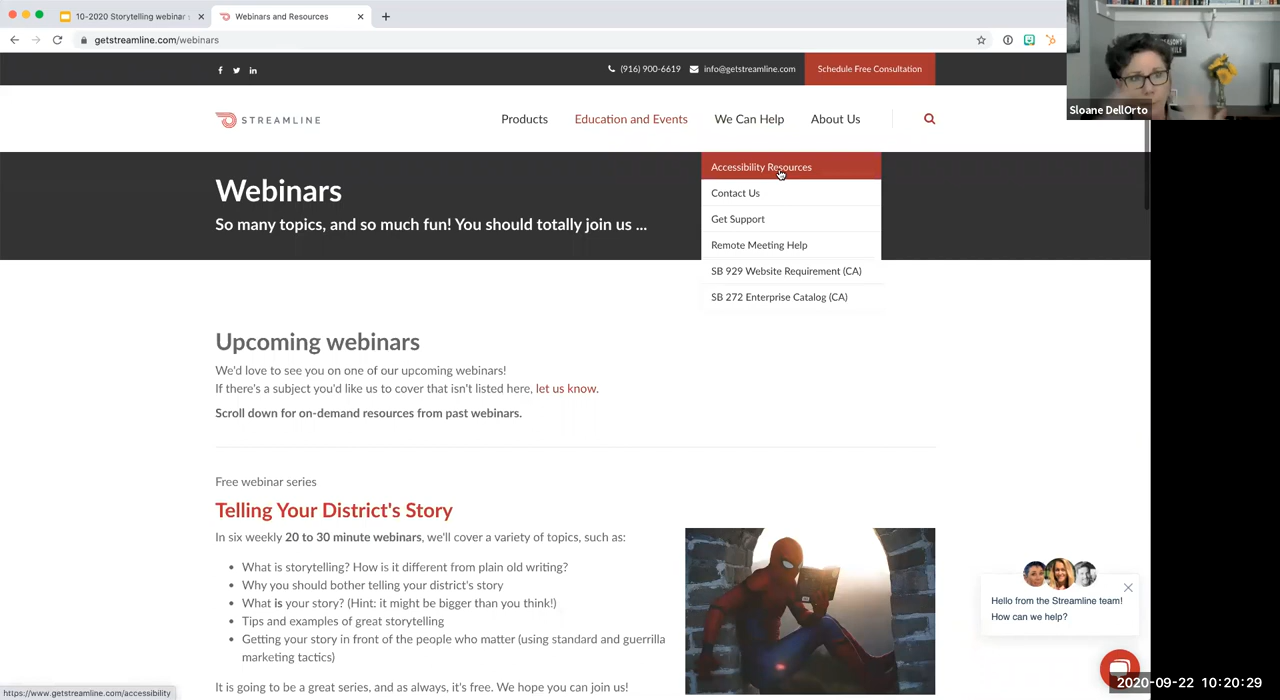 10-2020 Storytelling webinar
Webinars and Resources
getstreamline.com/webinars
Sloane DellOrto
(916) 900-6619
info@getstreamline.com
Schedule Free Consultation
STREAMLINE
Products
Education and Events
We Can Help
About Us
Accessibility Resources
Contact Us
Get Support
Remote Meeting Help
SB 929 Website Requirement (CA)
SB 272 Enterprise Catalog (CA)
Webinars
So many topics, and so much fun! You should totally join us ...
Upcoming webinars
We'd love to see you on one of our upcoming webinars!
If there's a subject you'd like us to cover that isn't listed here, let us know.
Scroll down for on-demand resources from past webinars.
Free webinar series
Telling Your District's Story
In six weekly 20 to 30 minute webinars, we'll cover a variety of topics, such as:
• What is storytelling? How is it different from plain old writing?
• Why you should bother telling your district's story
• What is your story? (Hint: it might be bigger than you think!)
• Tips and examples of great storytelling
• Getting your story in front of the people who matter (using standard and guerrilla
marketing tactics)
It is going to be a great series, and as always, it's free. We hope you can join us!
Hello from the Streamline team!
How can we help?
https://www.getstreamline.com/accessibility
2020-09-22 10:20:29